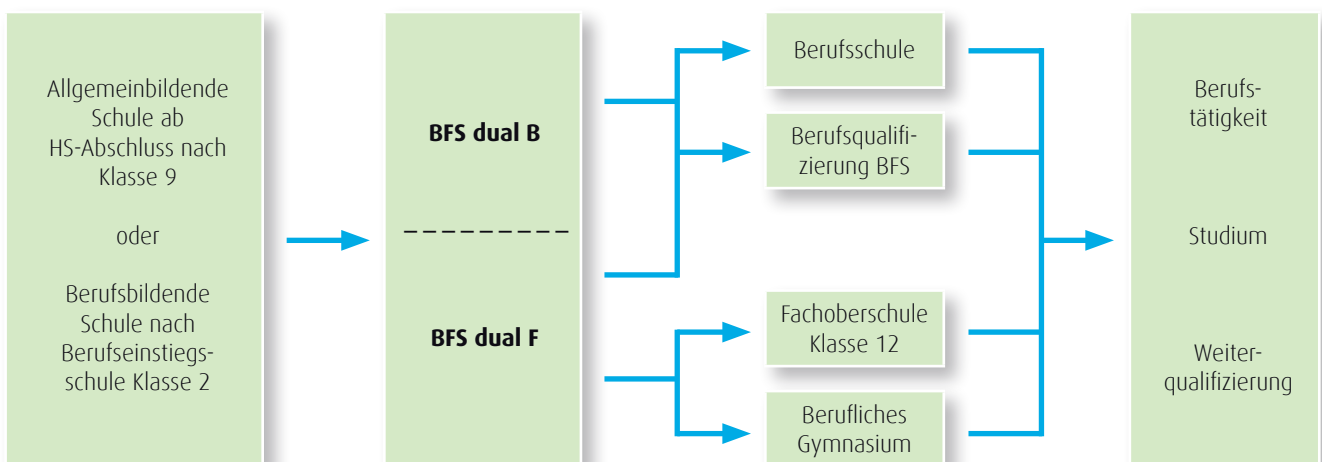 Allgemeinbildende
Schule ab
HS-Abschluss nach
Klasse 9
oder
Berufsbildende
Schule nach
Berufseinstiegs-
schule Klasse 2
BFS dual B
BFS dual F
Berufsschule
Berufsqualifi-
zierung BFS
Fachoberschule
Klasse 12
Berufliches
Gymnasium
Berufs-
tätigkeit
Studium
Weiter-
qualifizierung